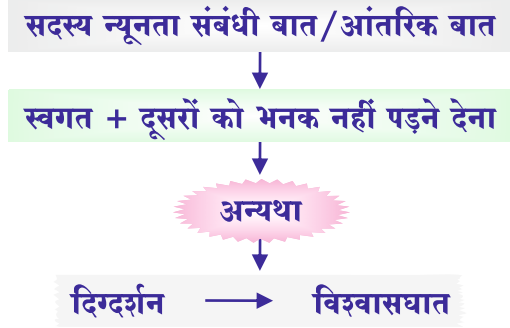 सदस्य न्यूनता संबंधी बात/आंतरिक बात
स्वगत + दूसरों को भनक नहीं पड़ने देना
अन्यथा
दिग्दर्शन → विश्वासघात